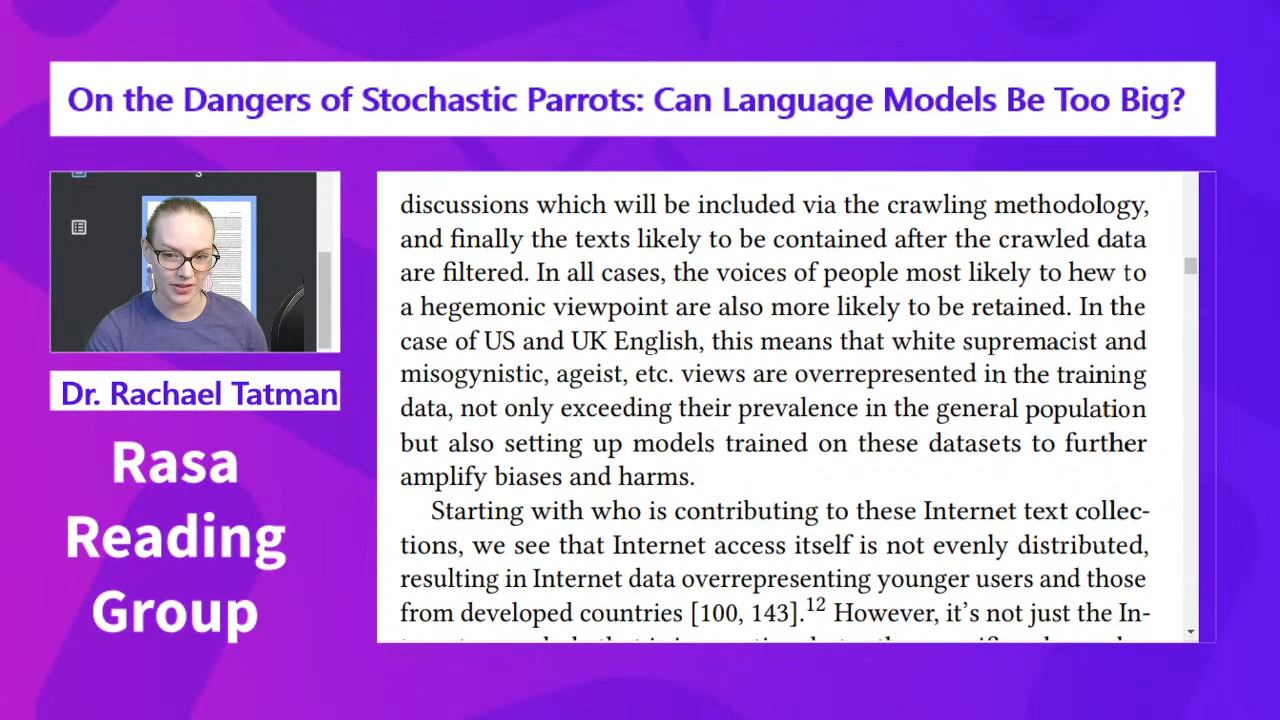 On the Dangers of Stochastic Parrots: Can Language Models Be Too Big?
Dr. Rachael Tatman
Rasa
Reading
Group
discussions which will be included via the crawling methodology,
and finally the texts likely to be contained after the crawled data
are filtered. In all cases, the voices of people most likely to hew to
a hegemonic viewpoint are also more likely to be retained. In the
case of US and UK English, this means that white supremacist and
misogynistic, ageist, etc. views are overrepresented in the training
data, not only exceeding their prevalence in the general population
but also setting up models trained on these datasets to further
amplify biases and harms.
Starting with who is contributing to these Internet text collec-
tions, we see that Internet access itself is not evenly distributed,
resulting in Internet data overrepresenting younger users and those
from developed countries [100, 143].12 However, it's not just the In-